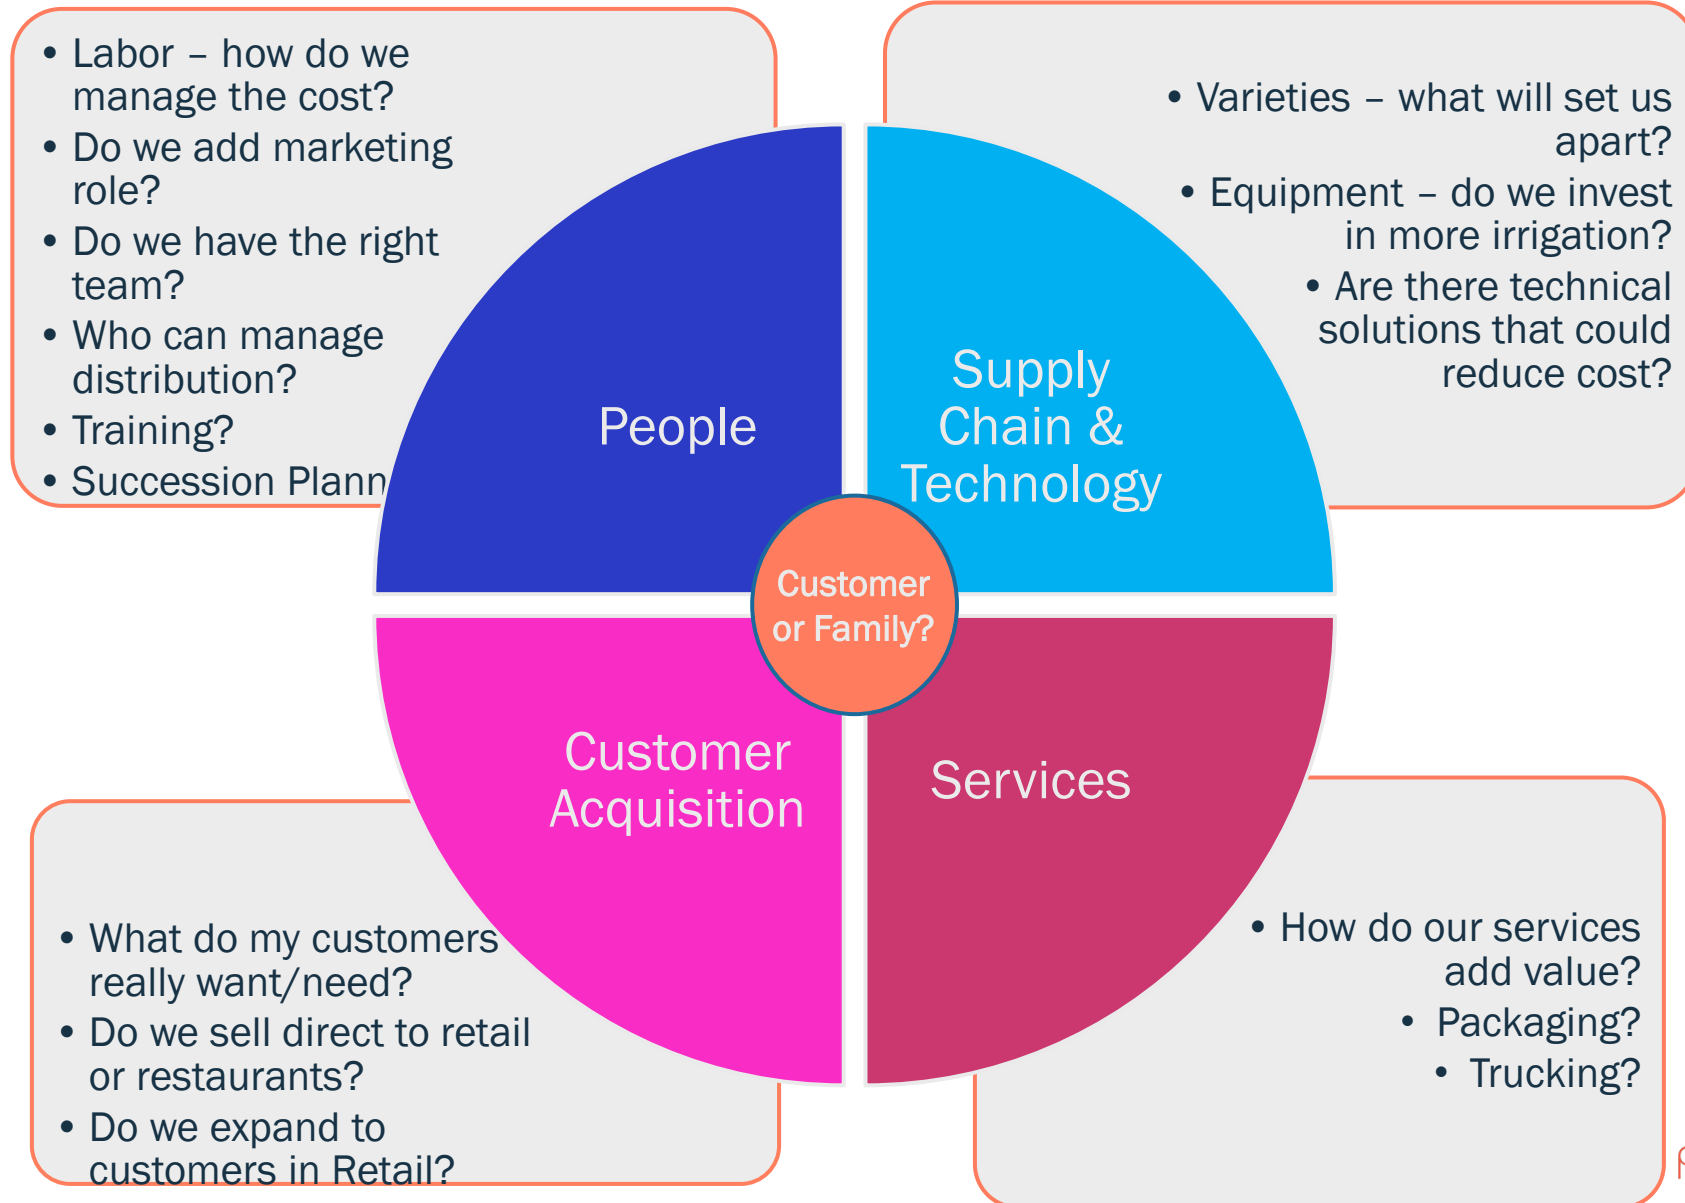 • Labor – how do we
manage the cost?
• Do we add marketing
role?
• Do we have the right
team?
• Who can manage
distribution?
• Training?
• Succession Plann
• Varieties – what will set us
apart?
• Equipment – do we invest
in more irrigation?
• Are there technical
solutions that could
reduce cost?
People
Supply
Chain &
Technology
Customer
or Family?
Customer
Acquisition
Services
• What do my customers
really want/need?
• Do we sell direct to retail
or restaurants?
• Do we expand to
customers in Retail?
• How do our services
add value?
• Packaging?
• Trucking?